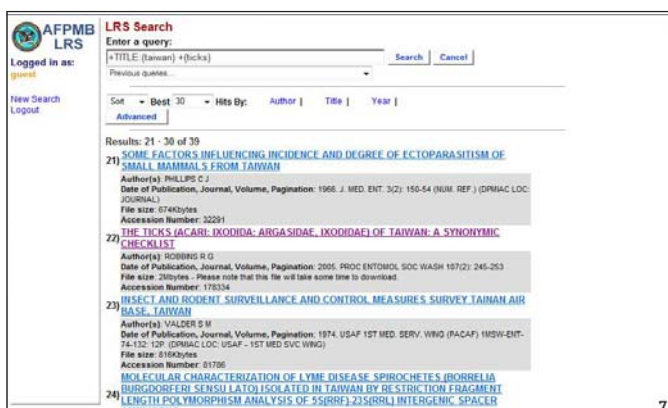 AFPMB
LRS
Logged in as:
guest
New Search
Logout
LRS Search
Enter a query:
+TITLE:(taiwan) +(ticks)
Search Cancel
Previous queries...
Sort Best 30 Hits By: Author | Title | Year |
Advanced
Results: 21 - 30 of 39
21) SOME FACTORS INFLUENCING INCIDENCE AND DEGREE OF ECTOPARASITISM OF
SMALL MAMMALS FROM TAIWAN
Author(s): PHILLIPS C J
Date of Publication, Journal, Volume, Pagination: 1966. J. MED. ENT. 3(2): 150-54 (NUM. REF.) (DPMIAC LOC:
JOURNAL)
File size: 674Kbytes
Accession Number: 32291
22) THE TICKS (ACARI: IXODIDA: ARGASIDAE, IXODIDAE) OF TAIWAN: A SYNONYMIC
CHECKLIST
Author(s): ROBBINS R G
Date of Publication, Journal, Volume, Pagination: 2005. PROC ENTOMOL SOC WASH 107(2): 245-253
File size: 2Mbytes - Please note that this file will take some time to download.
Accession Number: 178334
23) INSECT AND RODENT SURVEILLANCE AND CONTROL MEASURES SURVEY TAINAN AIR
BASE, TAIWAN
Author(s): VALDER S M
Date of Publication, Journal, Volume, Pagination: 1974. USAF 1ST MED. SERV. WING (PACAF) 1MSW-ENT-
74-132: 12P. (DPMIAC LOC: USAF - 1ST MED SVC WING)
File size: 816Kbytes
Accession Number: 81786
24) MOLECULAR CHARACTERIZATION OF LYME DISEASE SPIROCHETES (BORRELIA
BURGDORFERI SENSU LATO) ISOLATED IN TAIWAN BY RESTRICTION FRAGMENT
LENGTH POLYMORPHISM ANALYSIS OF 5S(RRF)-23S(RRL) INTERGENIC SPACER
7